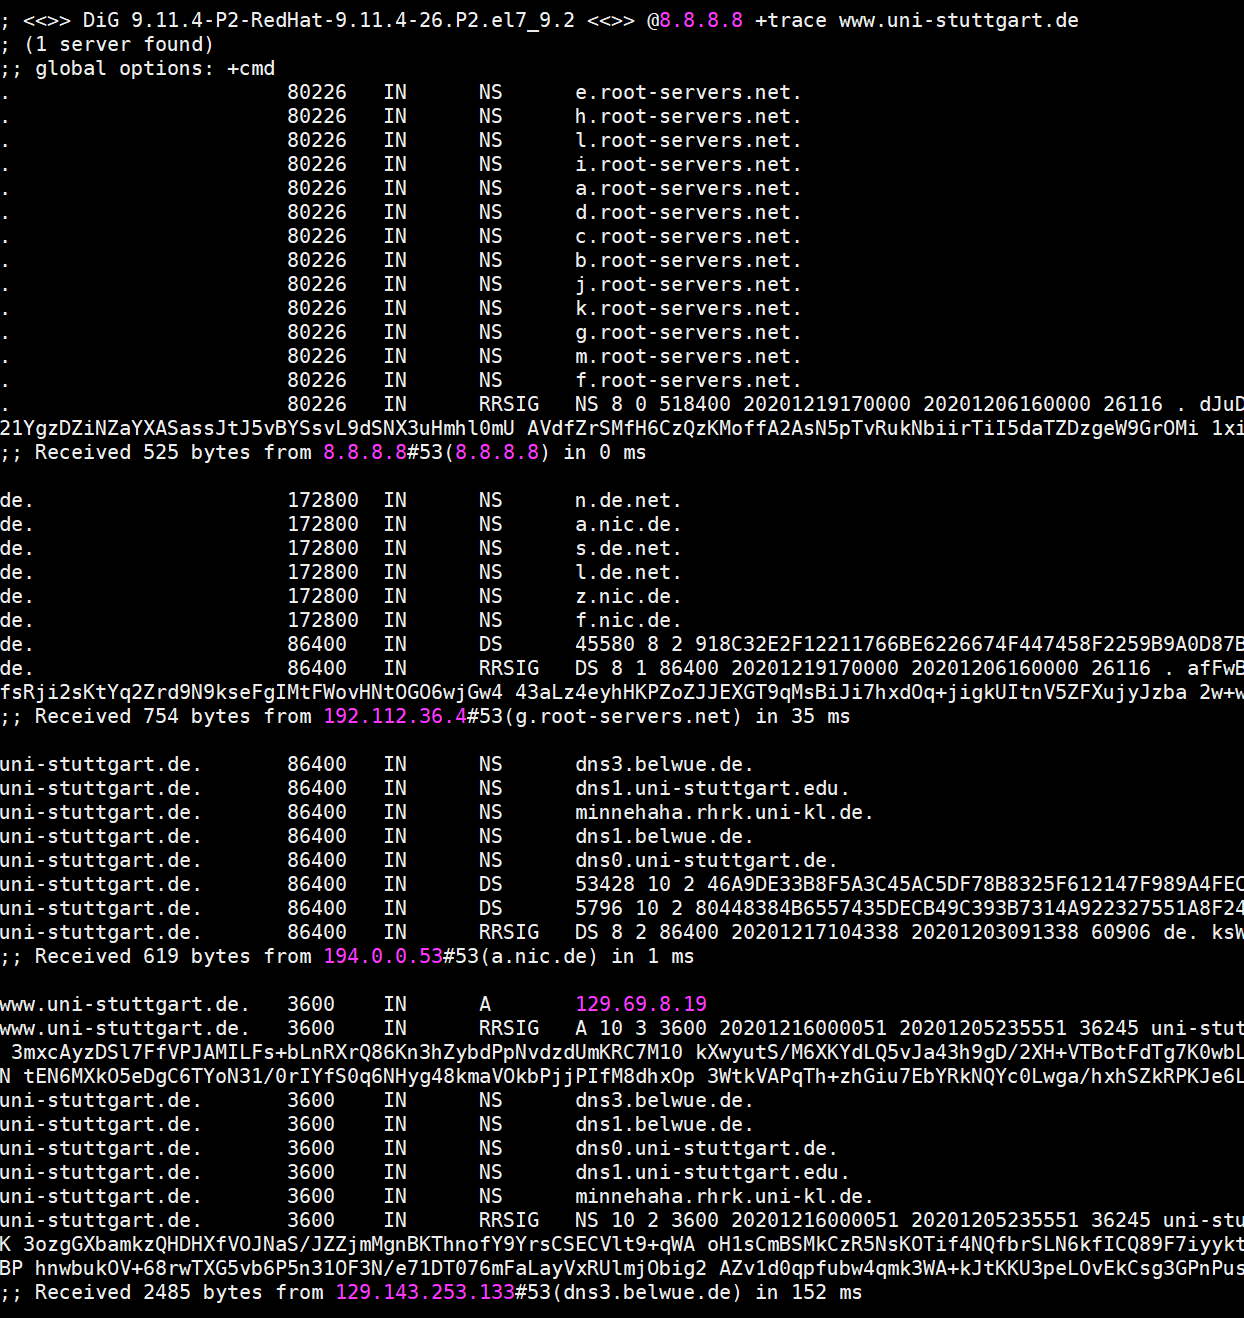 ; <<>> DiG 9.11.4-P2-RedHat-9.11.4-26.P2.el7_9.2 <<>> @8.8.8.8 +trace www.uni-stuttgart.de
; (1 server found)
;; global options: +cmd
. 80226 IN NS e.root-servers.net.
. 80226 IN NS h.root-servers.net.
. 80226 IN NS l.root-servers.net.
. 80226 IN NS i.root-servers.net.
. 80226 IN NS a.root-servers.net.
. 80226 IN NS d.root-servers.net.
. 80226 IN NS c.root-servers.net.
. 80226 IN NS b.root-servers.net.
. 80226 IN NS j.root-servers.net.
. 80226 IN NS k.root-servers.net.
. 80226 IN NS g.root-servers.net.
. 80226 IN NS m.root-servers.net.
. 80226 IN NS f.root-servers.net.
. 80226 IN RRSIG NS 8 0 518400 20201219170000 20201206160000 26116 . dJuD
21YgzDZiNZaYXASassJtJ5vBYSsvL9dSNX3uHmhl0mU AVdfZrSMfH6CzQzKMoffA2AsN5pTvRukNbiirTiI5daTZDzgeW9GrOMi 1xi
;; Received 525 bytes from 8.8.8.8#53(8.8.8.8) in 0 ms
de. 172800 IN NS n.de.net.
de. 172800 IN NS a.nic.de.
de. 172800 IN NS s.de.net.
de. 172800 IN NS l.de.net.
de. 172800 IN NS z.nic.de.
de. 172800 IN NS f.nic.de.
de. 86400 IN DS 45580 8 2 918C32E2F12211766BE6226674F447458F2259B9A0D87B
de. 86400 IN RRSIG DS 8 1 86400 20201219170000 20201206160000 26116 . afFwB
fsRji2sKtYq2Zrd9N9kseFgIMtFWovHNtOGO6wjGw4 43aLz4eyhHKPZoZJJEXGT9qMsBiJi7hxdOq+jigkUItnV5ZFXujyJzba 2w+w
;; Received 754 bytes from 192.112.36.4#53(g.root-servers.net) in 35 ms
uni-stuttgart.de. 86400 IN NS dns3.belwue.de.
uni-stuttgart.de. 86400 IN NS dns1.uni-stuttgart.edu.
uni-stuttgart.de. 86400 IN NS minnehaha.rhrk.uni-kl.de.
uni-stuttgart.de. 86400 IN NS dns1.belwue.de.
uni-stuttgart.de. 86400 IN NS dns0.uni-stuttgart.de.
uni-stuttgart.de. 86400 IN DS 53428 10 2 46A9DE33B8F5A3C45AC5DF78B8325F612147F989A4FEC
uni-stuttgart.de. 86400 IN DS 5796 10 2 80448384B6557435DECB49C393B7314A922327551A8F24
uni-stuttgart.de. 86400 IN RRSIG DS 8 2 86400 20201217104338 20201203091338 60906 de. ksW
;; Received 619 bytes from 194.0.0.53#53(a.nic.de) in 1 ms
www.uni-stuttgart.de. 3600 IN A 129.69.8.19
www.uni-stuttgart.de. 3600 IN RRSIG A 10 3 3600 20201216000051 20201205235551 36245 uni-stut
3mxcAyzDSl7FfVPJAMILFs+bLnRXrQ86Kn3hZybdPpNvdzdUmKRC7M10 kXwyutS/M6XKYdLQ5vJa43h9gD/2XH+VTBotFdTg7K0wbL
N tEN6MXkO5eDgC6TYoN31/0rIYfS0q6NHyg48kmaVOkbPjjPIfM8dhxOp 3WtkVAPqTh+zhGiu7EbYRkNQYc0Lwga/hxhSZkRPKJe6L
uni-stuttgart.de. 3600 IN NS dns3.belwue.de.
uni-stuttgart.de. 3600 IN NS dns1.belwue.de.
uni-stuttgart.de. 3600 IN NS dns0.uni-stuttgart.de.
uni-stuttgart.de. 3600 IN NS dns1.uni-stuttgart.edu.
uni-stuttgart.de. 3600 IN NS minnehaha.rhrk.uni-kl.de.
uni-stuttgart.de. 3600 IN RRSIG NS 10 2 3600 20201216000051 20201205235551 36245 uni-stu
K 3ozgGXbamkzQHDHXfVOJNaS/JZZjmMgnBKThnofY9YrsCSECVlt9+qWA oH1sCmBSMkCzR5NsKOTif4NQfbrSLN6kfICQ89F7iyykt
BP hnwbukOV+68rwTXG5vb6P5n31OF3N/e71DT076mFaLayVxRUlmjObig2 AZv1d0qpfubw4qmk3WA+kJtKKU3peLOvEkCsg3GPnPus
;; Received 2485 bytes from 129.143.253.133#53(dns3.belwue.de) in 152 ms